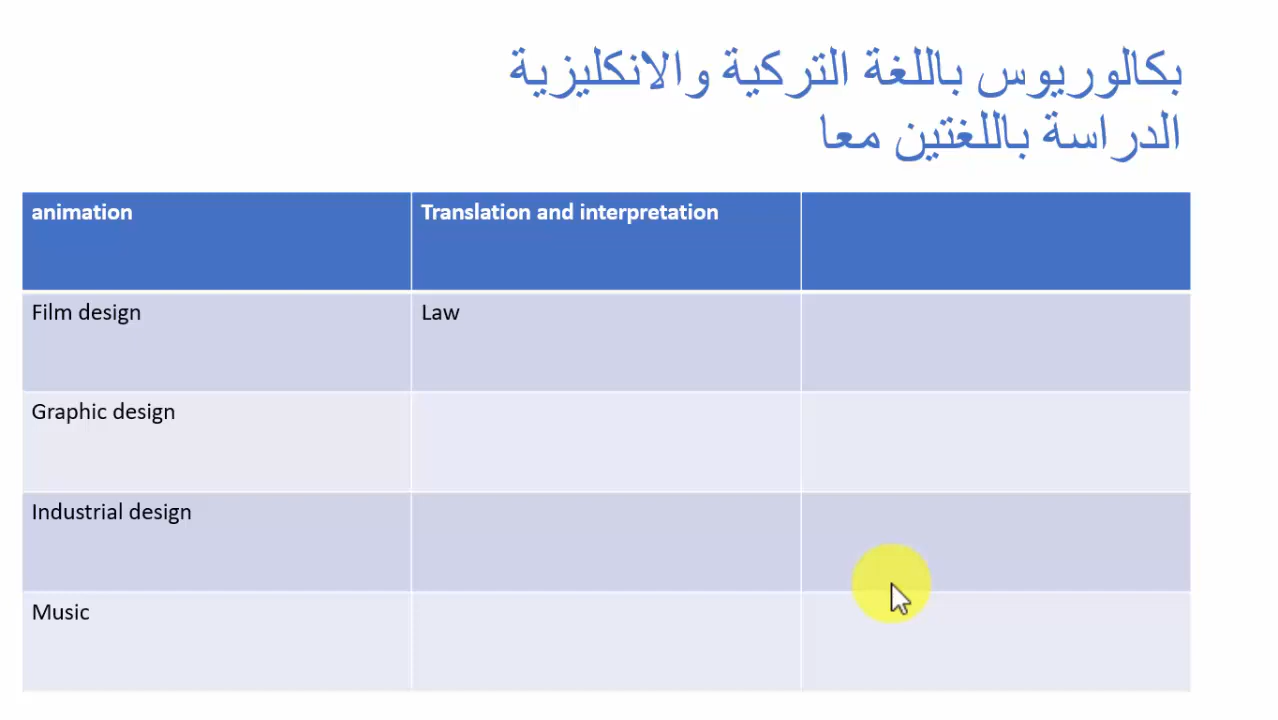 بكالوريوس باللغة التركية والانكليزية
الدراسة باللغتين معا
animation
Translation and interpretation
Film design
Law
Graphic design
Industrial design
Music